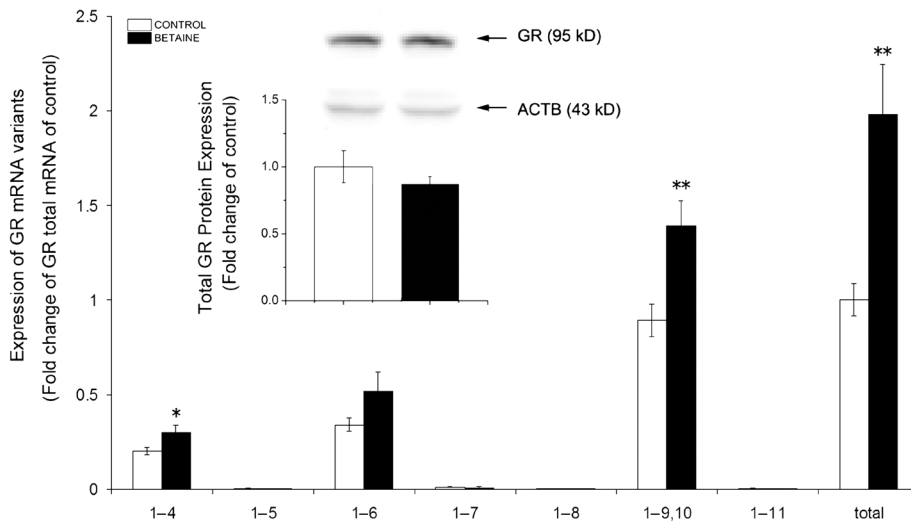 CONTROL
BETAINE
Expression of GR mRNA variants
(Fold change of GR total mRNA of control)
2.5
2
1.5
1
0.5
0
GR (95 kD)
ACTB (43 kD)
Total GR Protein Expression
(Fold change of control)
1.5
1.0
0.5
0.0
*
**
**
1–4 1–5 1–6 1–7 1–8 1–9,10 1–11 total